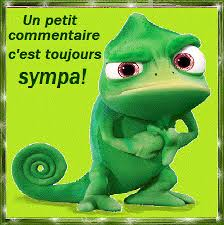 Un petit
commentaire
c'est toujours
sympa!